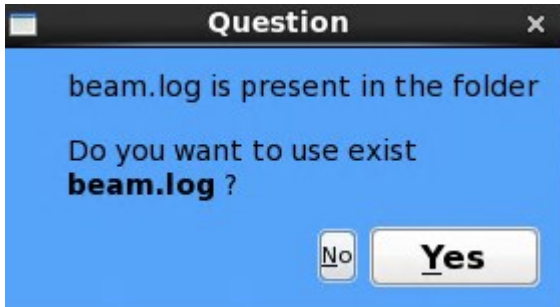 Question
beam.log is present in the folder
Do you want to use exist
beam.log ?
No
Yes